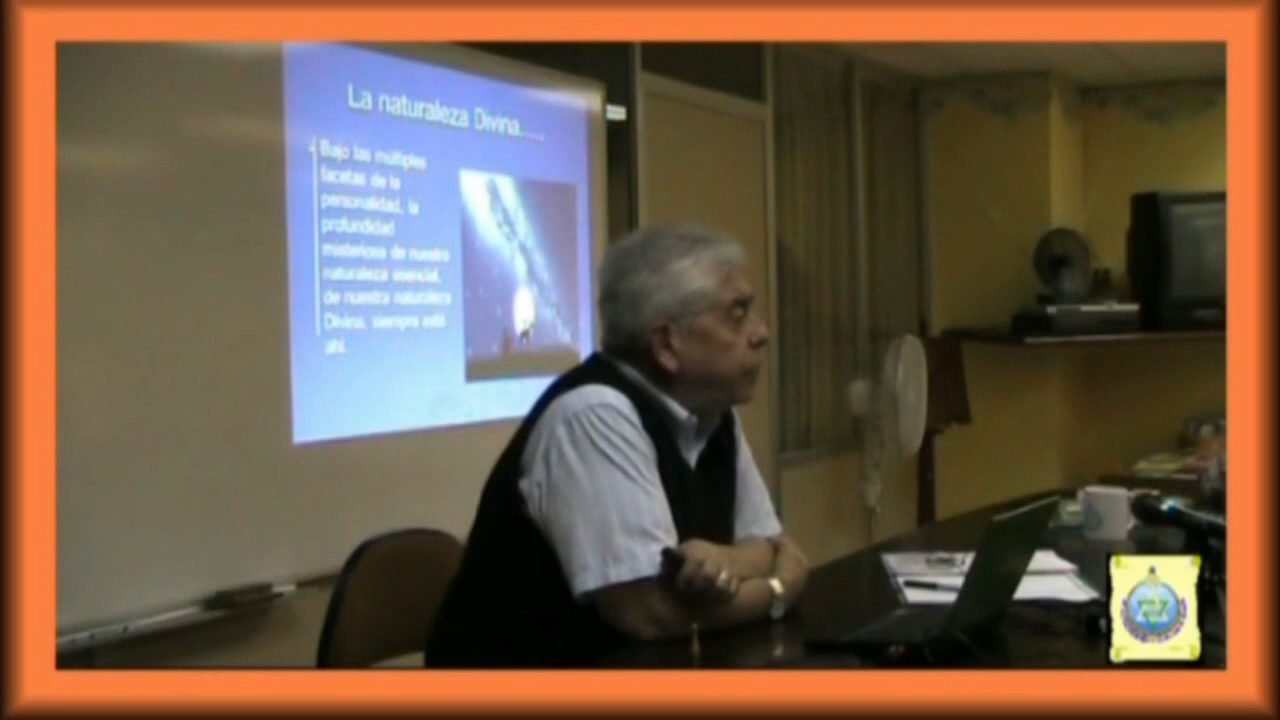 La naturaleza Divina.....
Bajo las múltiples
facetas de la
personalidad, la
profundidad
misteriosa de nuestra
naturaleza esencial,
de nuestra naturaleza
Divina, siempre está
ahí.